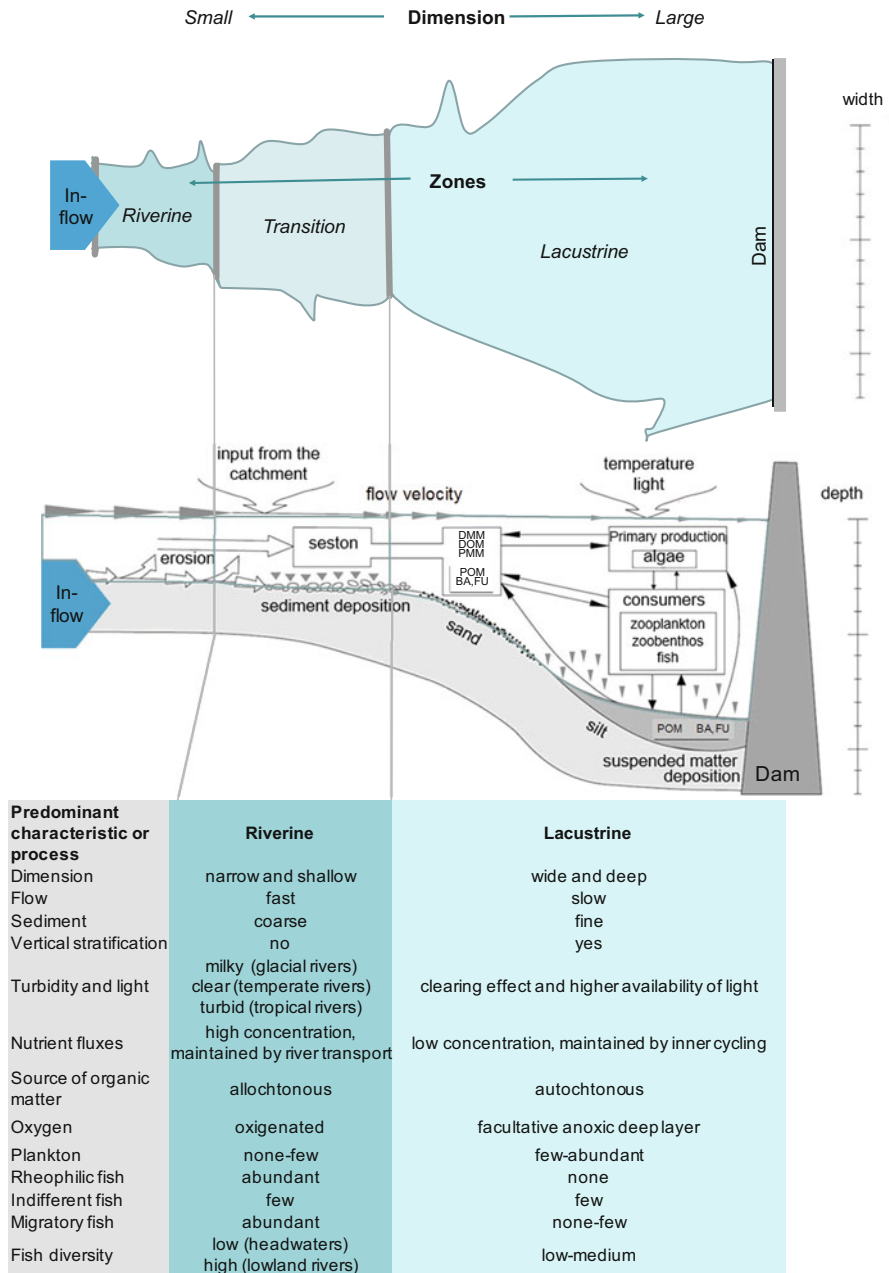 Small Dimension Large
width
In-
flow
Riverine
Transition
Zones
Lacustrine
Dam
input from the
catchment
flow velocity
temperature
light
depth
erosion
seston
DMM
DOM
PMM
POM
BA,FU
Primary production
algae
consumers
zooplankton
zoobenthos
fish
In-
flow
sediment deposition
sand
silt
POM BA,FU
suspended matter
deposition
Dam
Predominant
characteristic or
process
Riverine
Lacustrine
Dimension narrow and shallow wide and deep
Flow fast slow
Sediment coarse fine
Vertical stratification no yes
Turbidity and light
milky (glacial rivers)
clear (temperate rivers)
turbid (tropical rivers)
clearing effect and higher availability of light
Nutrient fluxes
high concentration,
maintained by river transport
low concentration, maintained by inner cycling
Source of organic
matter
allochtonous
autochtonous
Oxygen oxigenated facultative anoxic deep layer
Plankton none-few few-abundant
Rheophilic fish abundant none
Indifferent fish few few
Migratory fish abundant none-few
Fish diversity
low (headwaters)
high (lowland rivers)
low-medium